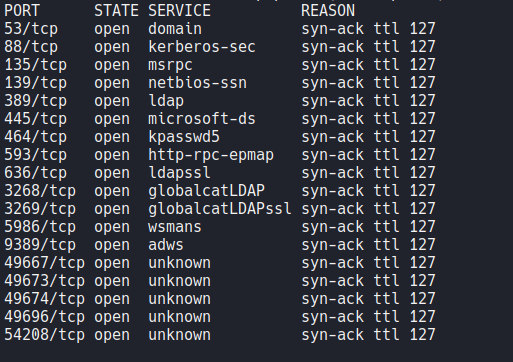 PORT STATE SERVICE REASON
53/tcp open domain syn-ack ttl 127
88/tcp open kerberos-sec syn-ack ttl 127
135/tcp open msrpc syn-ack ttl 127
139/tcp open netbios-ssn syn-ack ttl 127
389/tcp open ldap syn-ack ttl 127
445/tcp open microsoft-ds syn-ack ttl 127
464/tcp open kpasswd5 syn-ack ttl 127
593/tcp open http-rpc-epmap syn-ack ttl 127
636/tcp open ldapssl syn-ack ttl 127
3268/tcp open globalcatLDAP syn-ack ttl 127
3269/tcp open globalcatLDAPssl syn-ack ttl 127
5986/tcp open wsmans syn-ack ttl 127
9389/tcp open adws syn-ack ttl 127
49667/tcp open unknown syn-ack ttl 127
49673/tcp open unknown syn-ack ttl 127
49674/tcp open unknown syn-ack ttl 127
49696/tcp open unknown syn-ack ttl 127
54208/tcp open unknown syn-ack ttl 127